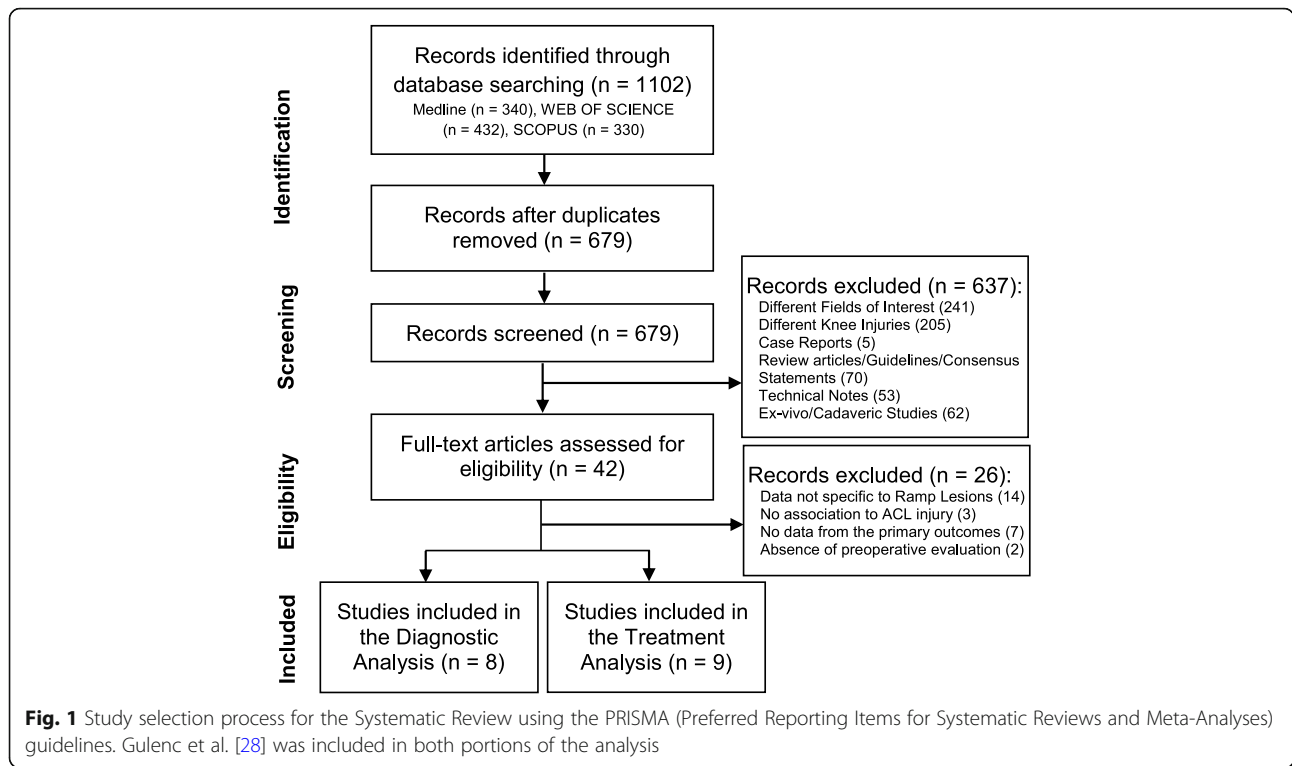 Identification
Records identified through
database searching (n = 1102)
Medline (n = 340), WEB OF SCIENCE
(n = 432), SCOPUS (n = 330)
Records after duplicates
removed (n = 679)
Screening
Records screened (n = 679)
Records excluded (n = 637):
Different Fields of Interest (241)
Different Knee Injuries (205)
Case Reports (5)
Review articles/Guidelines/Consensus
Statements (70)
Technical Notes (53)
Ex-vivo/Cadaveric Studies (62)
Eligibility
Full-text articles assessed for
eligibility (n = 42)
Records excluded (n = 26):
Data not specific to Ramp Lesions (14)
No association to ACL injury (3)
No data from the primary outcomes (7)
Absence of preoperative evaluation (2)
Included
Studies included in
the Diagnostic
Analysis (n = 8)
Studies included in
the Treatment
Analysis (n = 9)
Fig. 1 Study selection process for the Systematic Review using the PRISMA (Preferred Reporting Items for Systematic Reviews and Meta-Analyses)
guidelines. Gulenc et al. [28] was included in both portions of the analysis